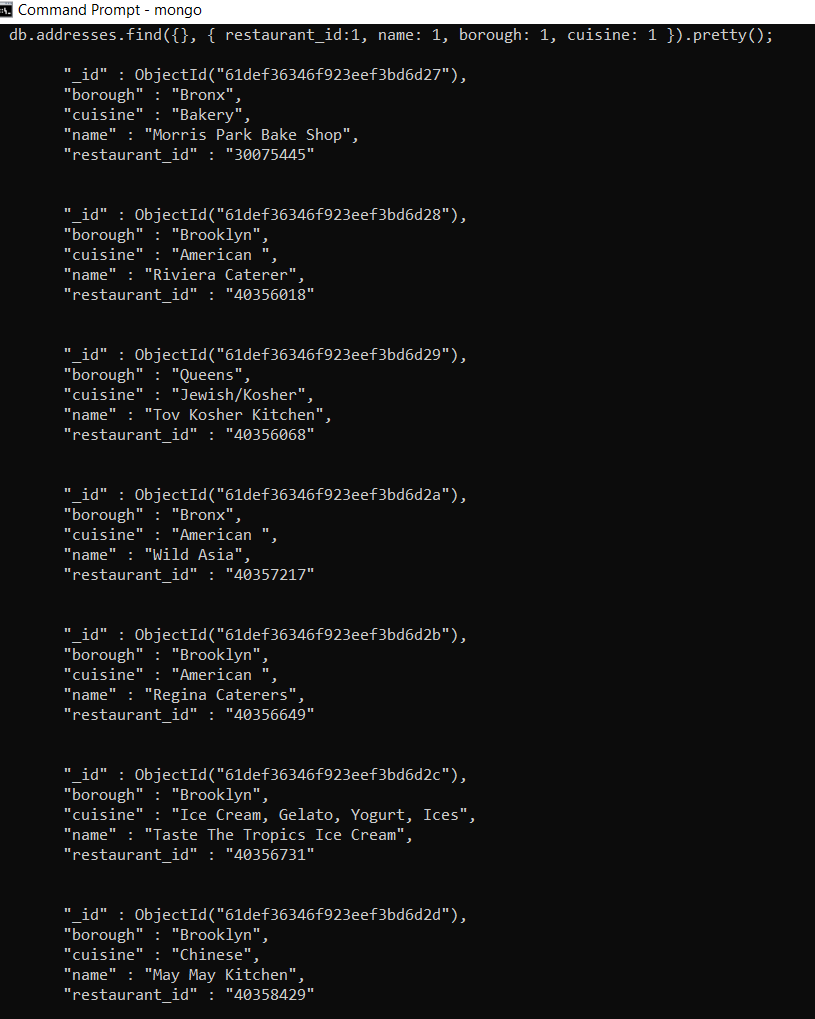 Command Prompt - mongo
db.addresses.find({}, { restaurant_id:1, name: 1, borough: 1, cuisine: 1 }).pretty();
"_id" : ObjectId("61def36346f923eef3bd6d27"),
"borough" : "Bronx",
"cuisine" : "Bakery",
"name" : "Morris Park Bake Shop",
"restaurant_id" : "30075445"
"_id" : ObjectId("61def36346f923eef3bd6d28"),
"borough" : "Brooklyn",
"cuisine" : "American ",
"name" : "Riviera Caterer",
"restaurant_id" : "40356018"
"_id" : ObjectId("61def36346f923eef3bd6d29"),
"borough" : "Queens",
"cuisine" : "Jewish/Kosher",
"name" : "Tov Kosher Kitchen",
"restaurant_id" : "40356068"
"_id" : ObjectId("61def36346f923eef3bd6d2a"),
"borough" : "Bronx",
"cuisine" : "American ",
"name" : "Wild Asia",
"restaurant_id" : "40357217"
"_id" : ObjectId("61def36346f923eef3bd6d2b"),
"borough" : "Brooklyn",
"cuisine" : "American ",
"name" : "Regina Caterers",
"restaurant_id" : "40356649"
"_id" : ObjectId("61def36346f923eef3bd6d2c"),
"borough" : "Brooklyn",
"cuisine" : "Ice Cream, Gelato, Yogurt, Ices",
"name" : "Taste The Tropics Ice Cream",
"restaurant_id" : "40356731"
"_id" : ObjectId("61def36346f923eef3bd6d2d"),
"borough" : "Brooklyn",
"cuisine" : "Chinese",
"name" : "May May Kitchen",
"restaurant_id" : "40358429"